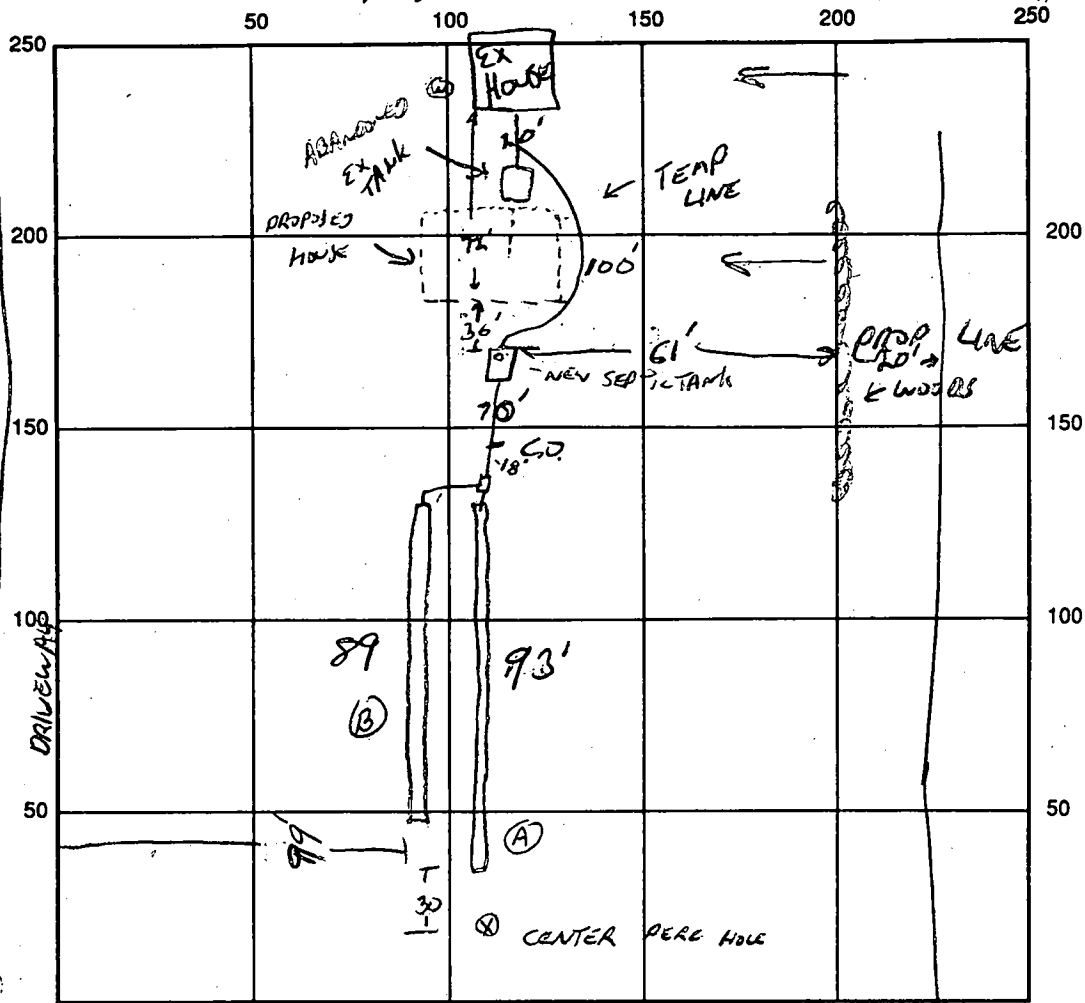 50 100 150 200 250
250
EX
HOUSE
W
ABANDONED
EX
TANK
20'
TEMP
LINE
PROPOSED
HOUSE
200
72'
100'
200
36'
61'
PROP LINE
20'
WOODS
NEW SEPTIC TANK
150
70'
150
C.O.
18'
100
100
DRIVEWAY
89
93'
B
50
50
99
A
30
X CENTER PERC HOLE